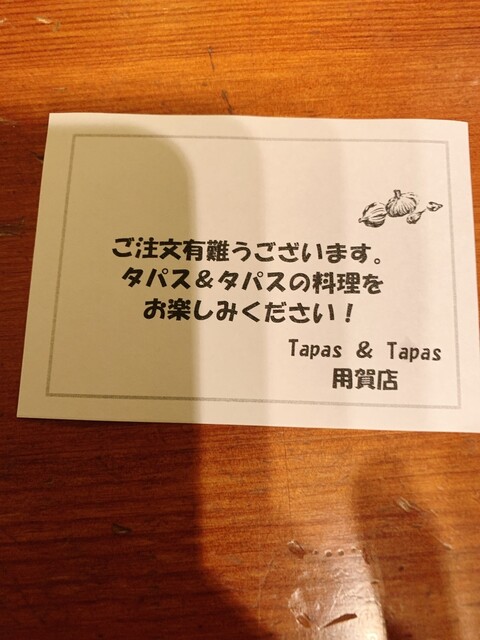 ご注文有難うございます。
タパス＆タパスの料理を
お楽しみください！
Tapas & Tapas
用賀店